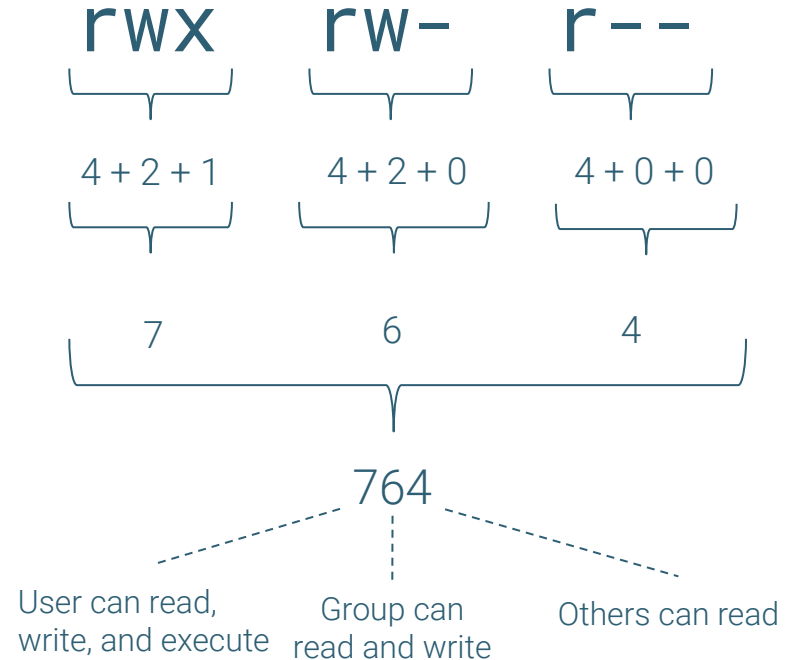 rwx rw- r--
4 + 2 + 1 4 + 2 + 0 4 + 0 + 0
7 6 4
764
User can read,
write, and execute
Group can
read and write
Others can read